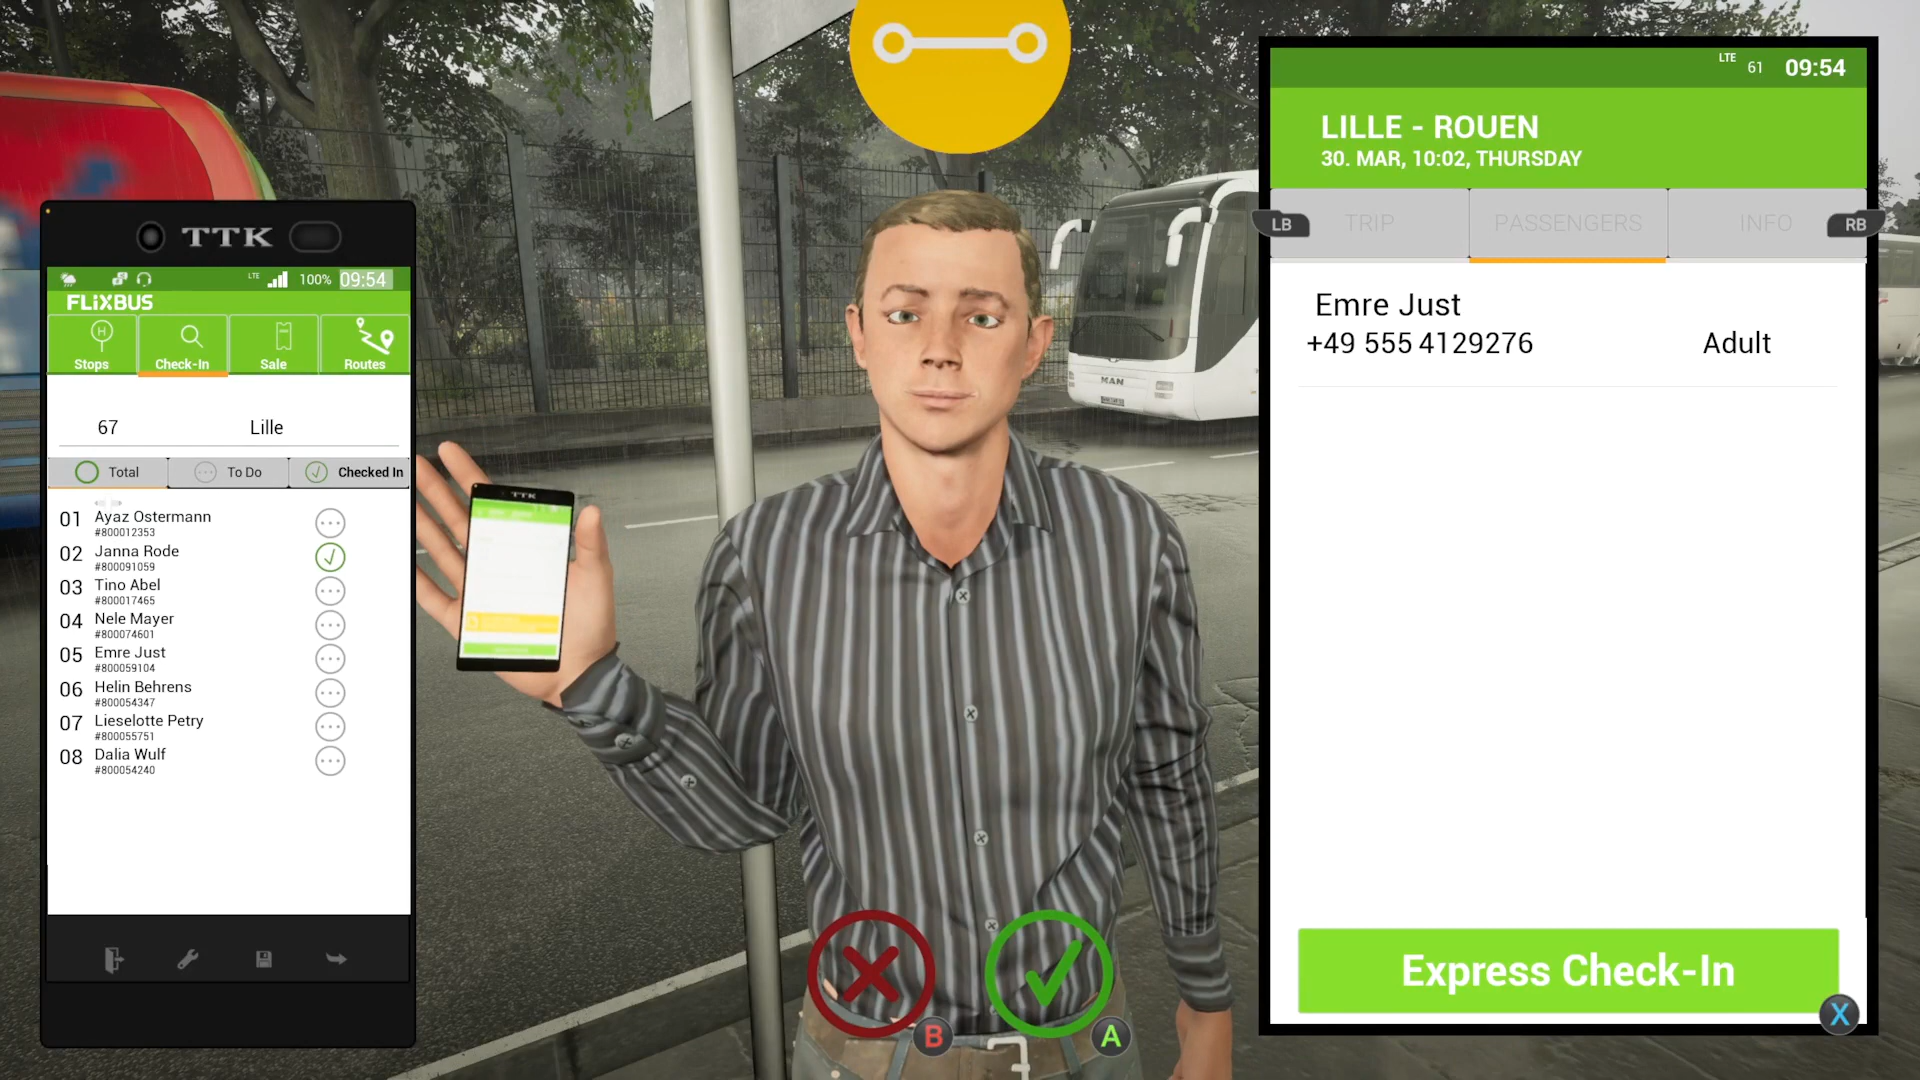 TTK
LTE 100% 09:54
FLiXBUS
Stops Check-In Sale Routes
67 Lille
Total To Do Checked In
01 Ayaz Ostermann
#800012353
02 Janna Rode
#800091059
03 Tino Abel
#800017465
04 Nele Mayer
#800074601
05 Emre Just
#800059104
06 Helin Behrens
#800054347
07 Lieselotte Petry
#800055751
08 Dalia Wulf
#800054240
TTK
MAN
B
A
LTE 61 09:54
LILLE - ROUEN
30. MAR, 10:02, THURSDAY
LB TRIP PASSENGERS INFO RB
Emre Just
+49 555 4129276 Adult
Express Check-In
X